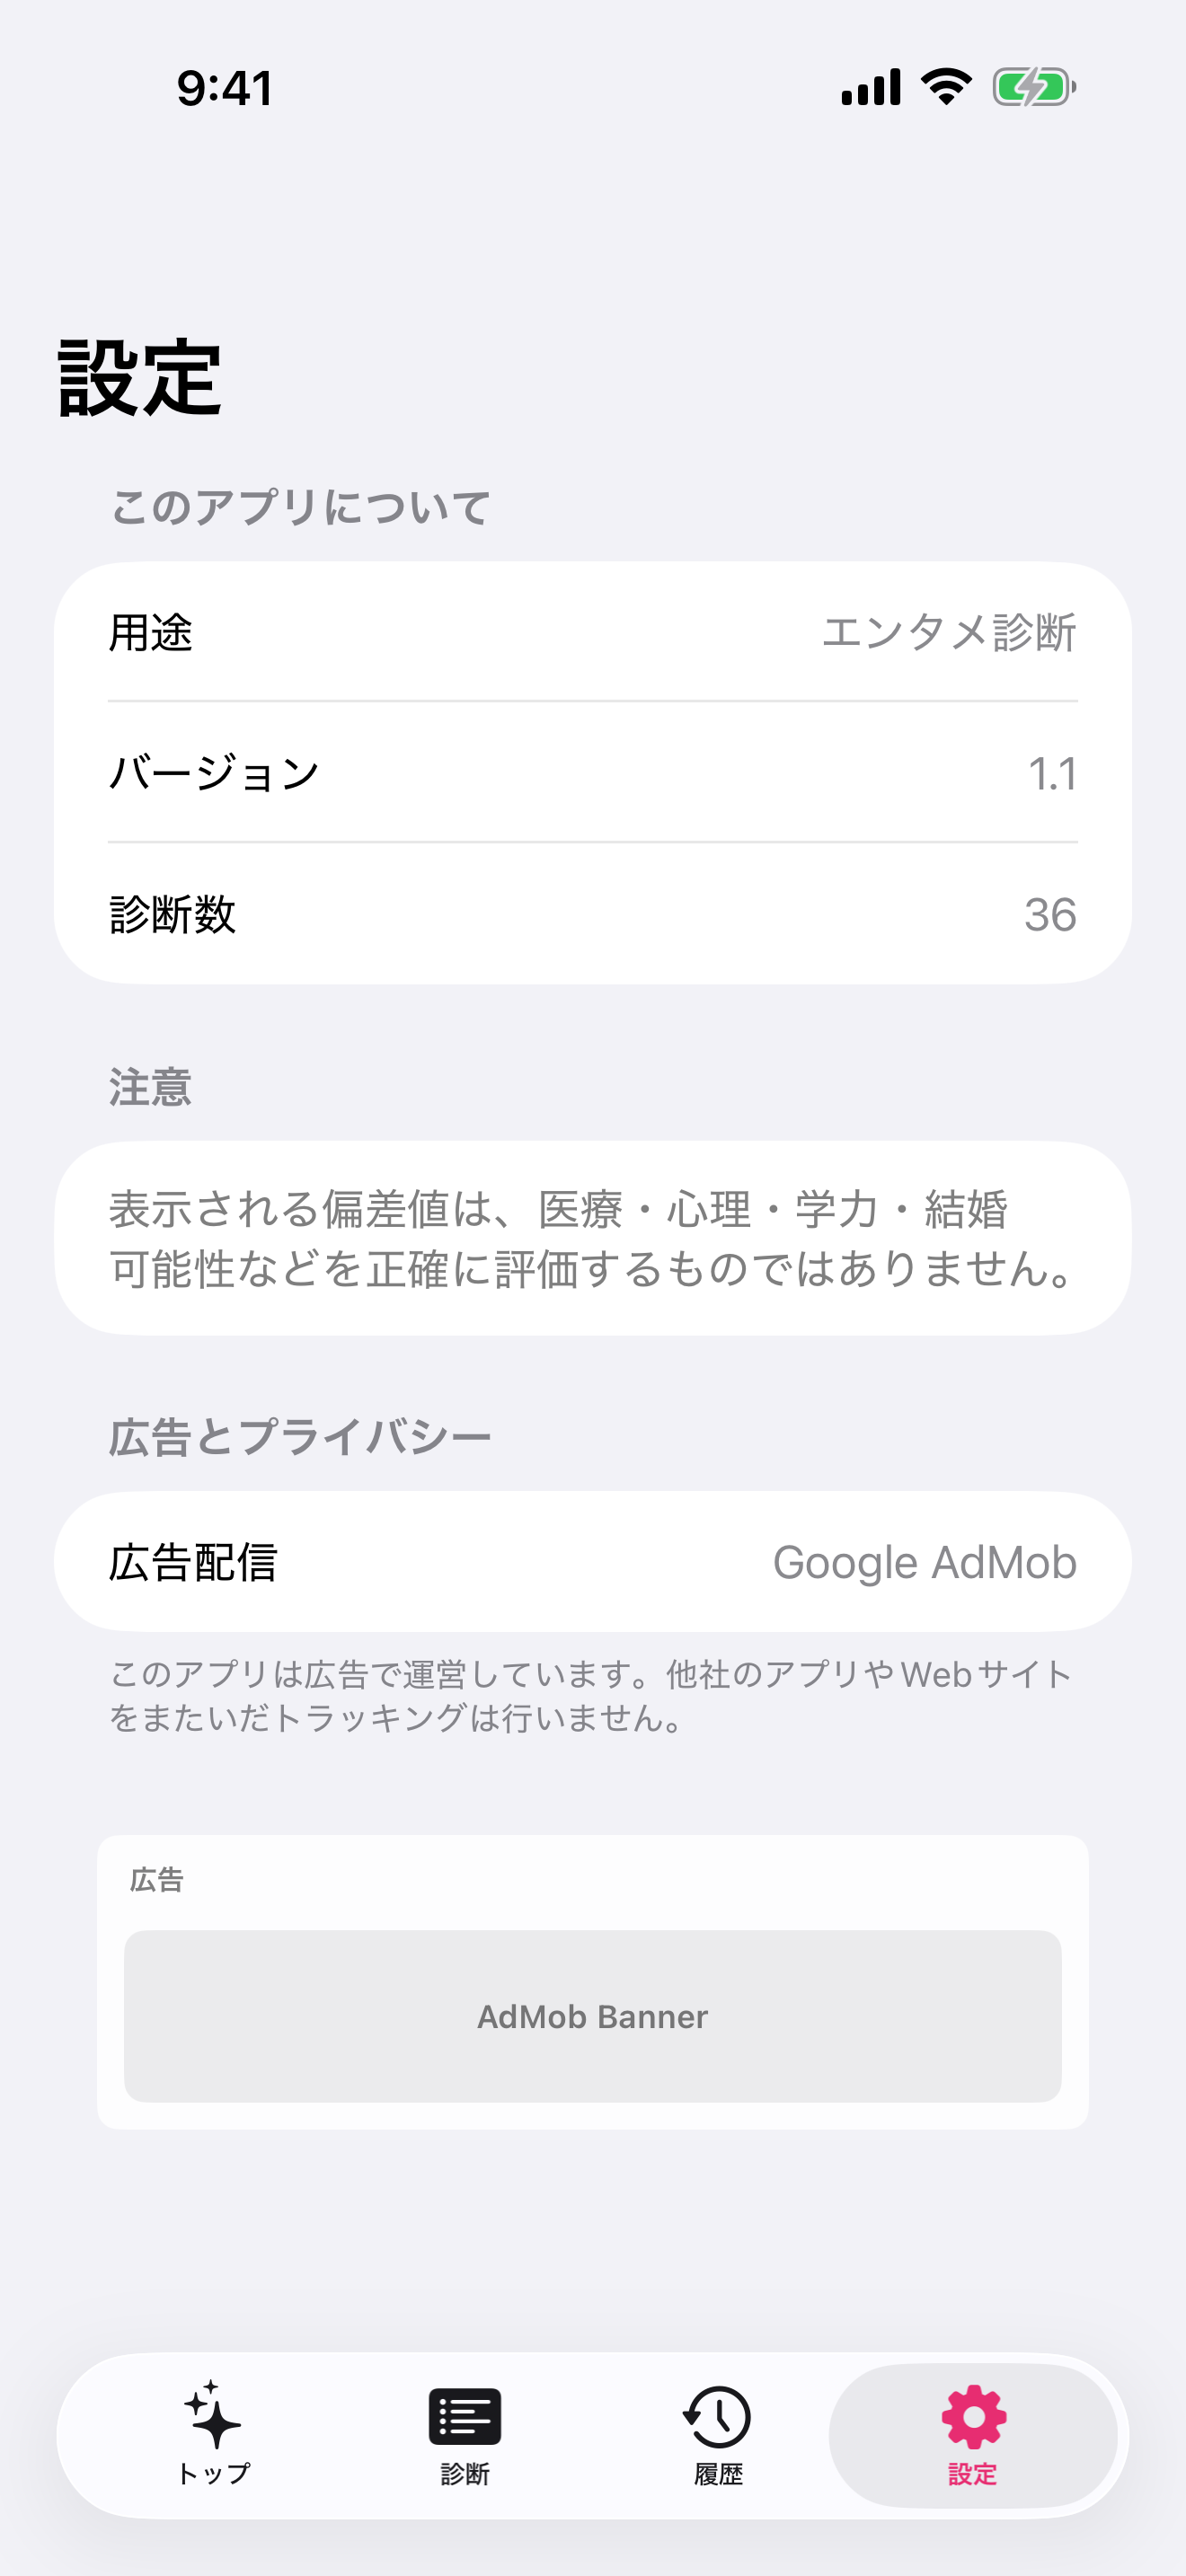 9:41
設定
このアプリについて
用途 エンタメ診断
バージョン 1.1
診断数 36
注意
表示される偏差値は、医療・心理・学力・結婚
可能性などを正確に評価するものではありません。
広告とプライバシー
広告配信 Google AdMob
このアプリは広告で運営しています。他社のアプリやWebサイト
をまたいだトラッキングは行いません。
広告
AdMob Banner
トップ 診断 履歴 設定